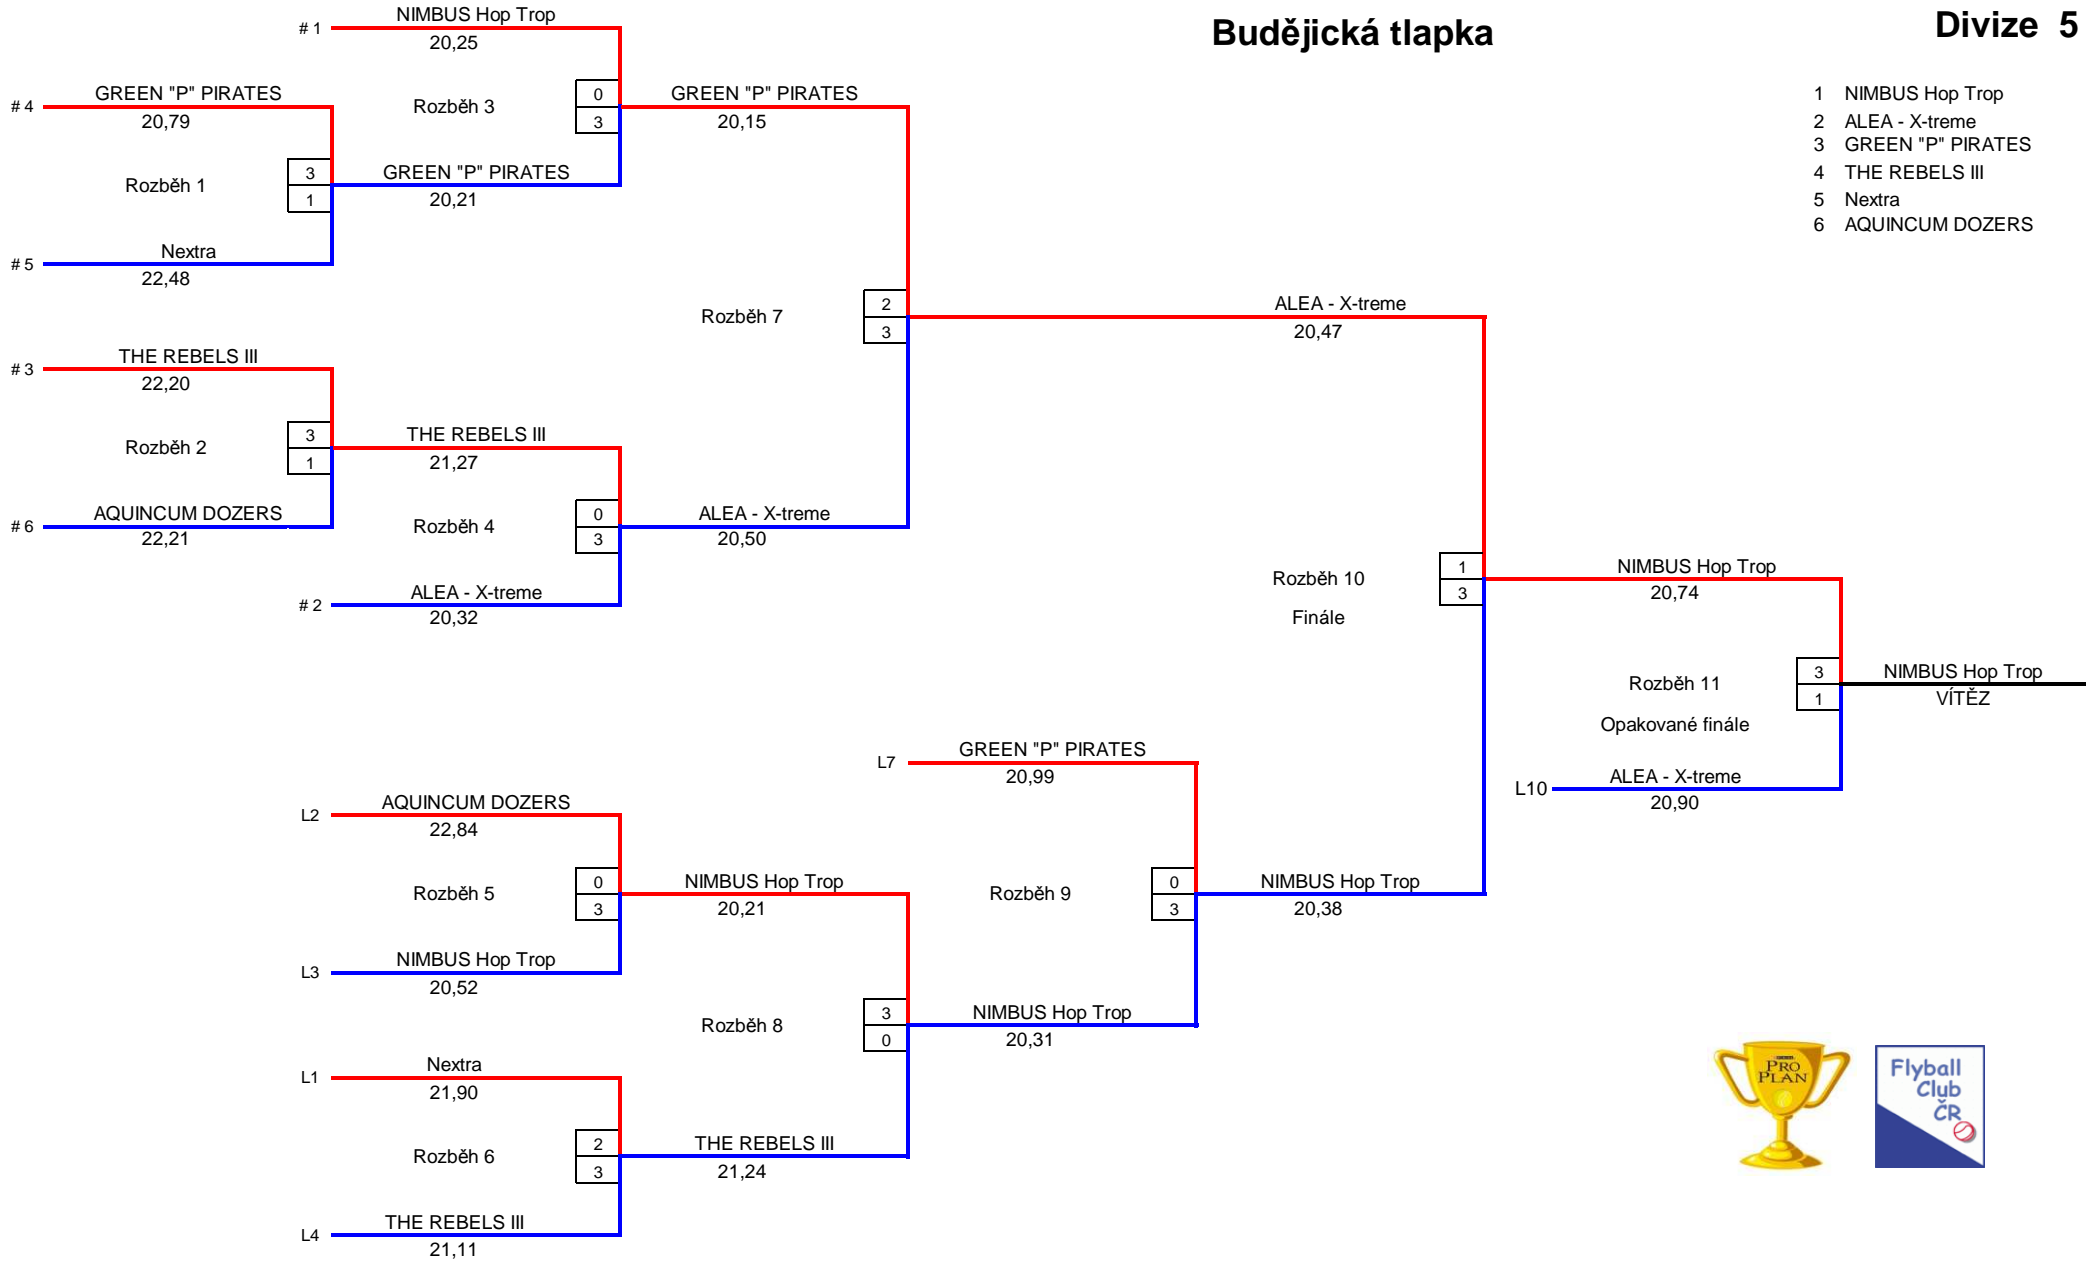 Budějická tlapka
Divize 5
1 NIMBUS Hop Trop
2 ALEA - X-treme
3 GREEN "P" PIRATES
4 THE REBELS III
5 Nextra
6 AQUINCUM DOZERS
# 1
NIMBUS Hop Trop
20,25
# 4
GREEN "P" PIRATES
20,79
Rozběh 1
3
1
# 5
Nextra
22,48
Rozběh 3
0
3
GREEN "P" PIRATES
20,21
GREEN "P" PIRATES
20,15
# 3
THE REBELS III
22,20
Rozběh 2
3
1
# 6
AQUINCUM DOZERS
22,21
THE REBELS III
21,27
Rozběh 4
0
3
# 2
ALEA - X-treme
20,32
ALEA - X-treme
20,50
Rozběh 7
2
3
ALEA - X-treme
20,47
Rozběh 10
Finále
1
3
NIMBUS Hop Trop
20,74
Rozběh 11
Opakované finále
3
1
NIMBUS Hop Trop
VÍTĚZ
L10
ALEA - X-treme
20,90
L7
GREEN "P" PIRATES
20,99
Rozběh 9
0
3
NIMBUS Hop Trop
20,38
L2
AQUINCUM DOZERS
22,84
Rozběh 5
0
3
L3
NIMBUS Hop Trop
20,52
NIMBUS Hop Trop
20,21
Rozběh 8
3
0
NIMBUS Hop Trop
20,31
L1
Nextra
21,90
Rozběh 6
2
3
L4
THE REBELS III
21,11
THE REBELS III
21,24
PRO
PLAN
Flyball
Club
ČR